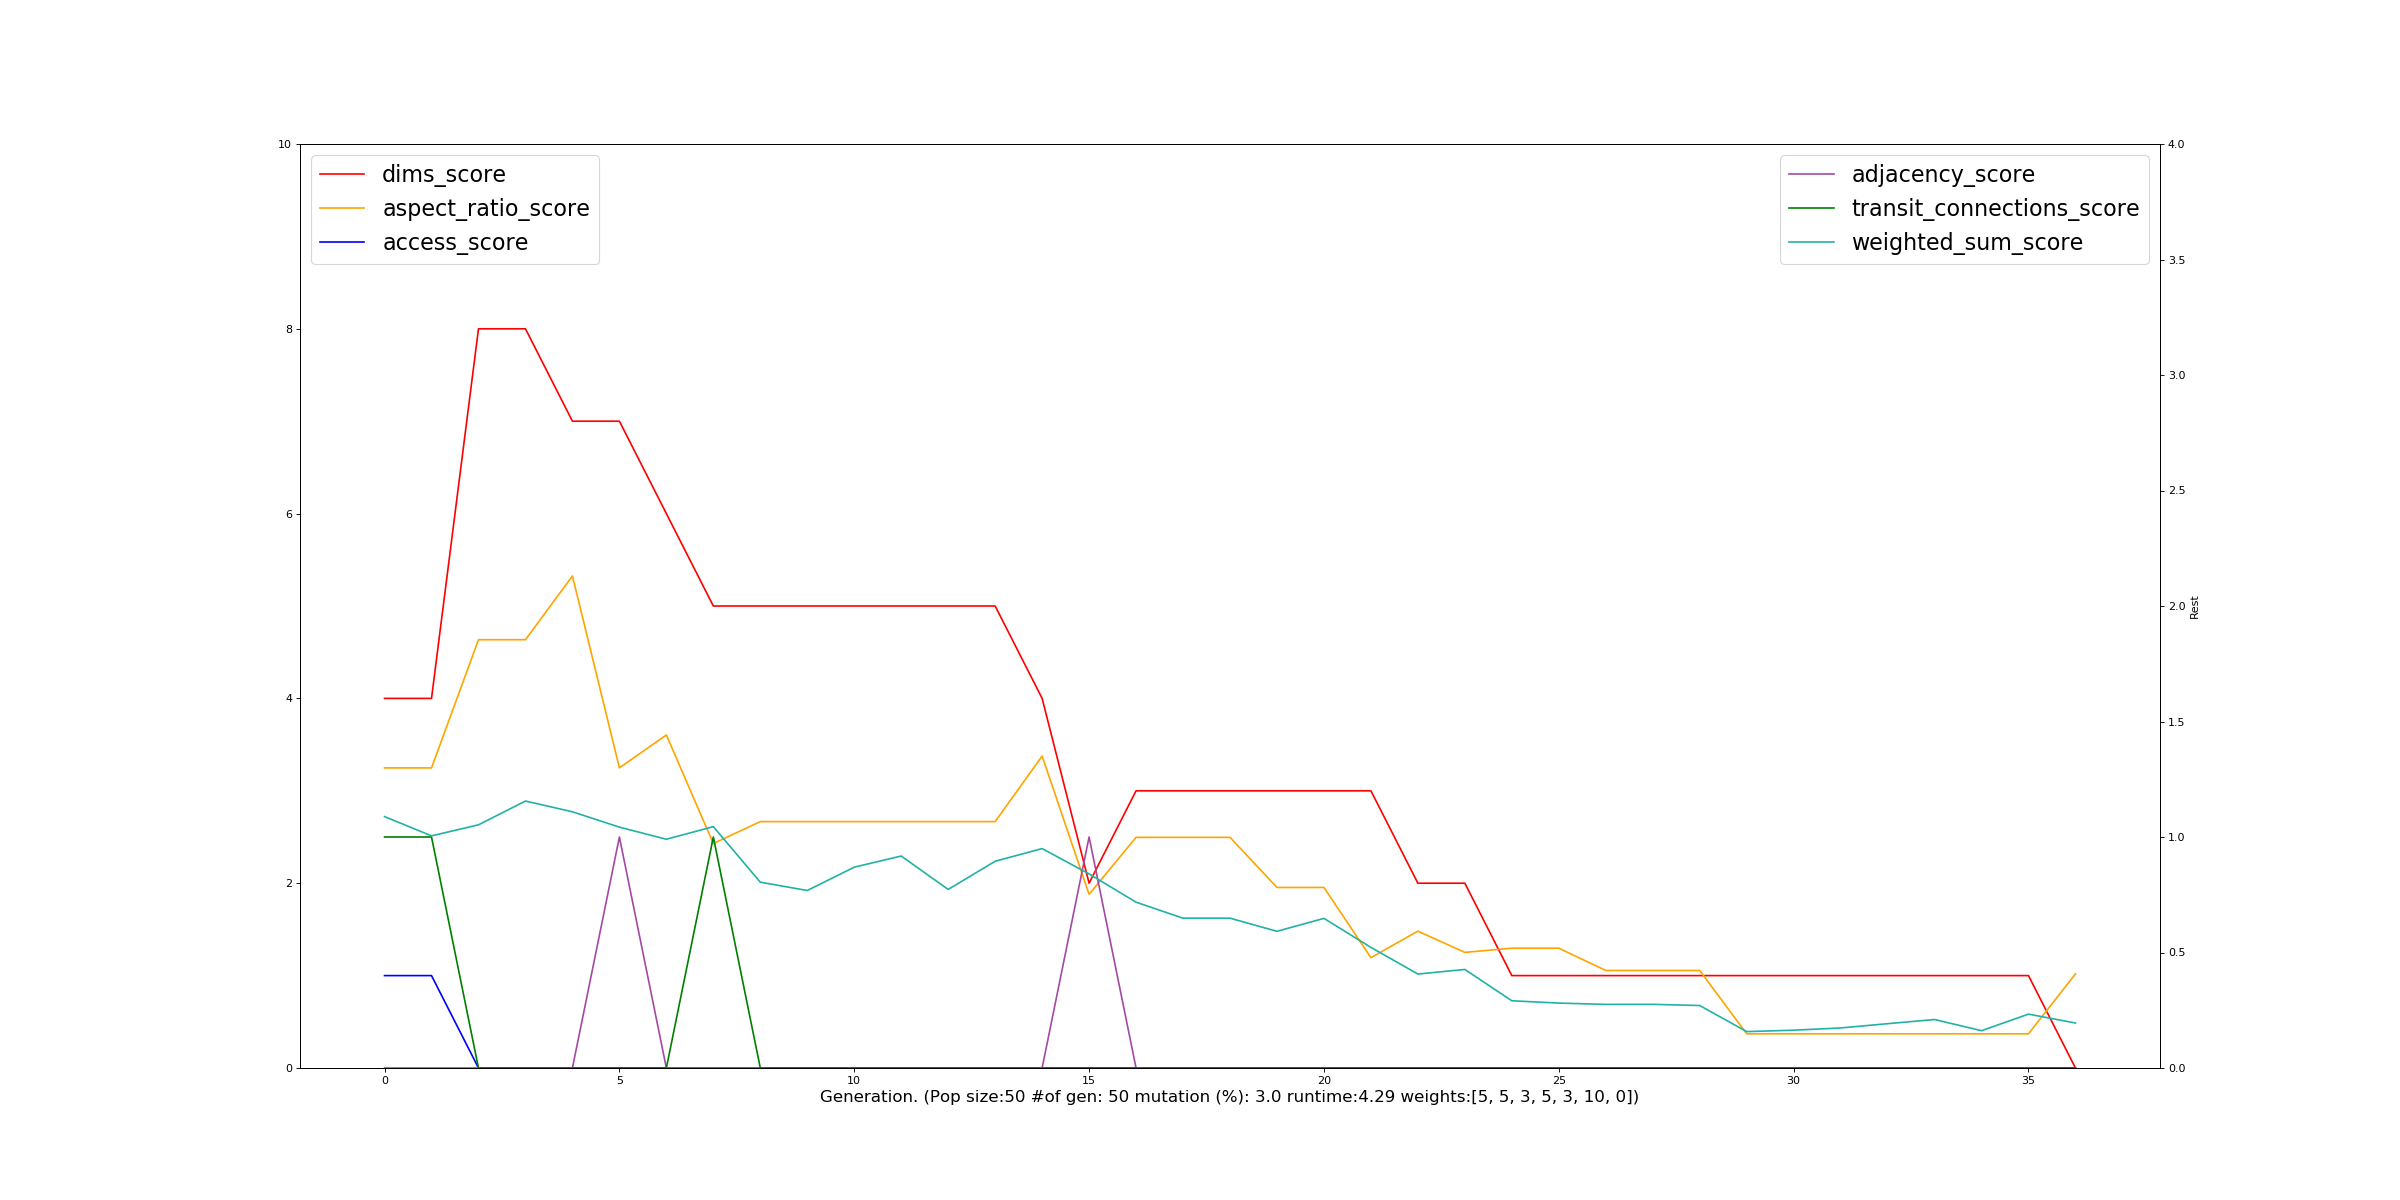 10
8
6
4
2
0
dims_score
aspect_ratio_score
access_score
adjacency_score
transit_connections_score
weighted_sum_score
4.0
3.5
3.0
2.5
2.0
1.5
1.0
0.5
0.0
Rest
0 5 10 15 20 25 30 35
Generation. (Pop size:50 #of gen: 50 mutation (%): 3.0 runtime:4.29 weights:[5, 5, 3, 5, 3, 10, 0])